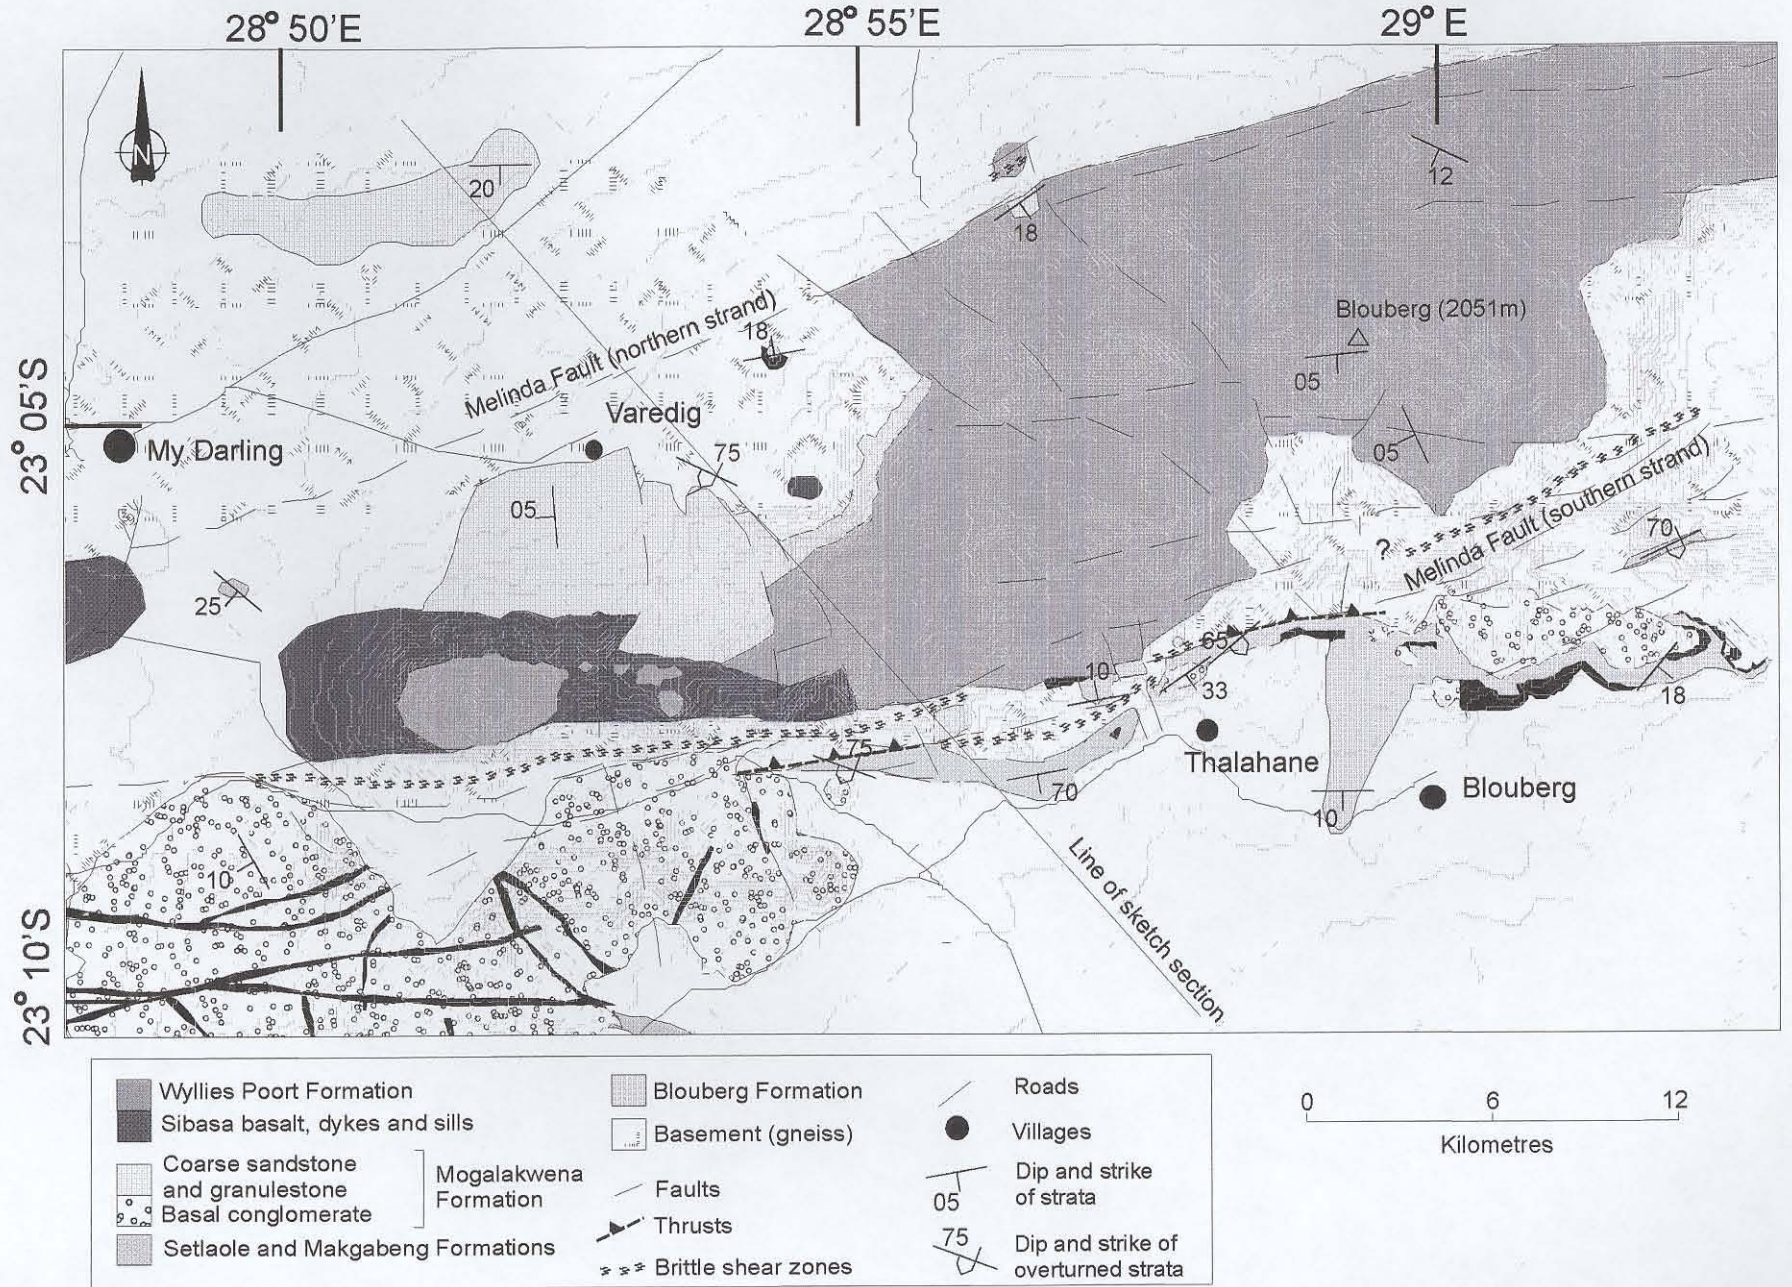 28° 50'E
28° 55'E
29° E
N
20
18
12
Blouberg (2051m)
05
Melinda Fault (northern strand)
18
23° 05'S
My Darling
Varedig
75
05
05
?
Melinda Fault (southern strand)
70
25
65
33
10
18
75
70
Thalahane
Blouberg
10
10
Line of sketch section
23° 10'S
Wyllies Poort Formation
Sibasa basalt, dykes and sills
Coarse sandstone
and granulestone
Basal conglomerate
Mogalakwena
Formation
Setlaole and Makgabeng Formations
Blouberg Formation
Basement (gneiss)
Faults
Thrusts
Brittle shear zones
Roads
Villages
05
Dip and strike
of strata
75
Dip and strike of
overturned strata
0 6 12
Kilometres